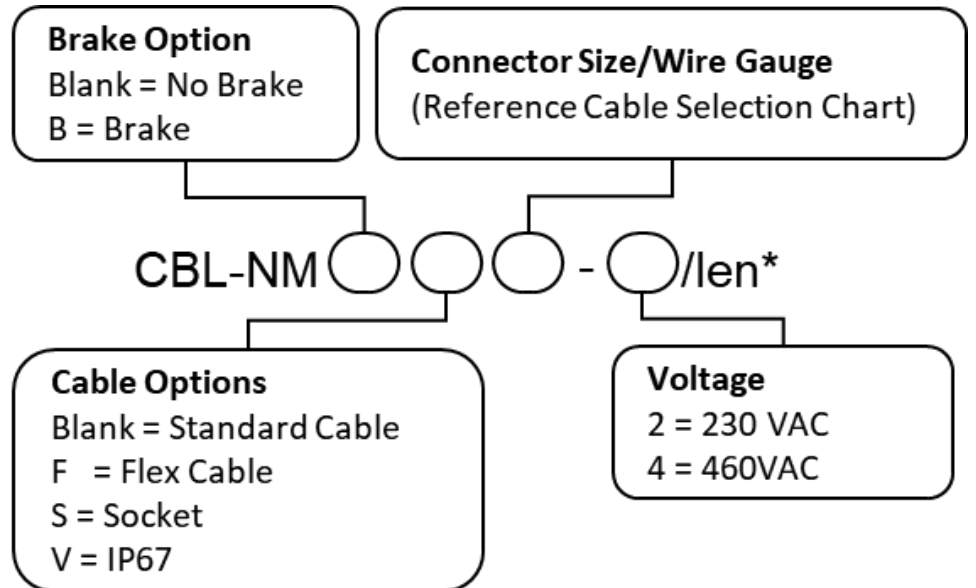 Brake Option
Blank = No Brake
B = Brake
Connector Size/Wire Gauge
(Reference Cable Selection Chart)
CBL-NM - /len*
Cable Options
Blank = Standard Cable
F = Flex Cable
S = Socket
V = IP67
Voltage
2 = 230 VAC
4 = 460VAC